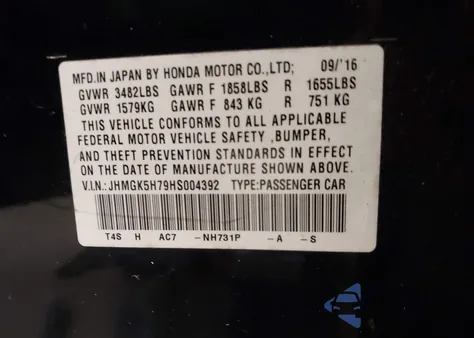 MFD.IN JAPAN BY HONDA MOTOR CO.,LTD; 09/'16
GVWR 3482LBS GAWR F 1858LBS R 1655LBS
GVWR 1579KG GAWR F 843 KG R 751 KG
THIS VEHICLE CONFORMS TO ALL APPLICABLE
FEDERAL MOTOR VEHICLE SAFETY ,BUMPER,
AND THEFT PREVENTION STANDARDS IN EFFECT
ON THE DATE OF MANUFACTURE SHOWN ABOVE.
V.I.N.: JHMGK5H79HS004392 TYPE:PASSENGER CAR
T4S H AC7 -NH731P -A -S